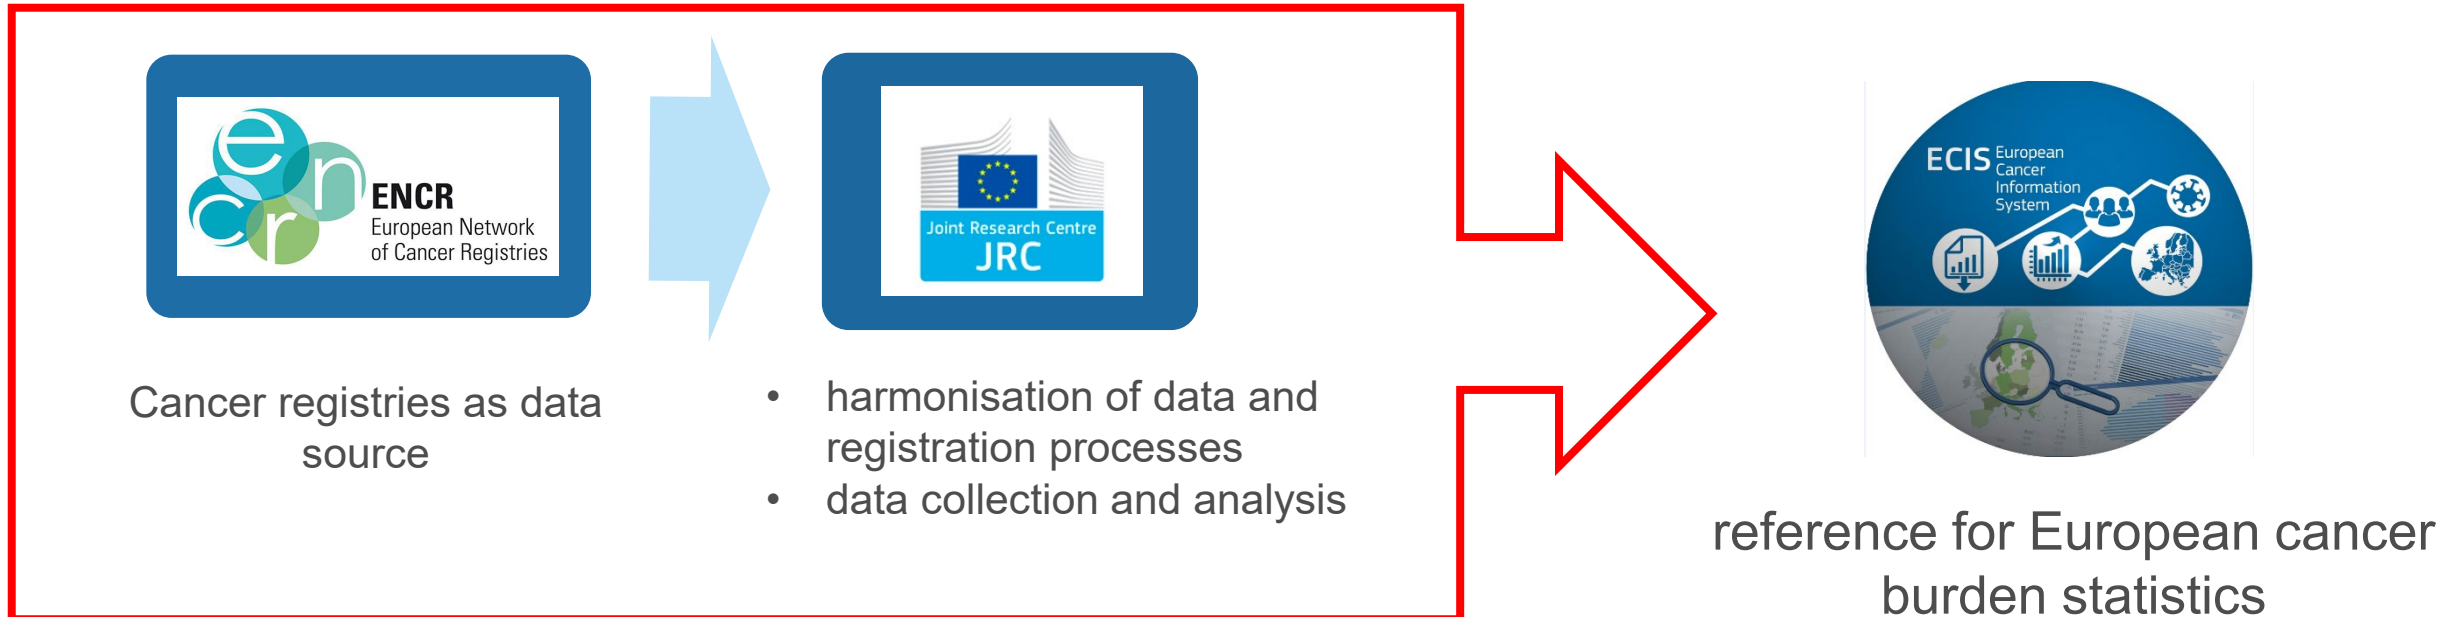 encr
ENCR
European Network
of Cancer Registries
Cancer registries as data
source
Joint Research Centre
JRC
• harmonisation of data and
registration processes
• data collection and analysis
ECIS European
Cancer
Information
System
reference for European cancer
burden statistics